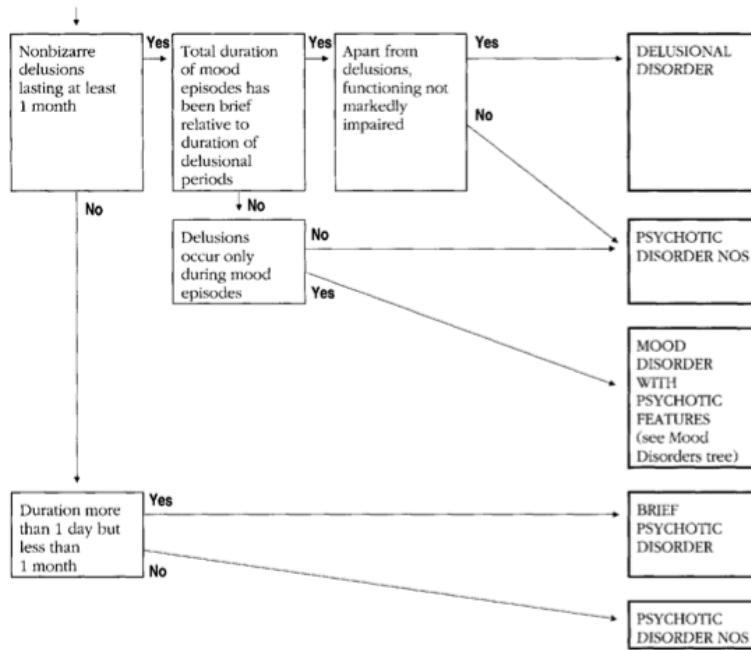 Nonbizarre
delusions
lasting at least
1 month
Yes
Total duration
of mood
episodes has
been brief
relative to
duration of
delusional
periods
Yes
Apart from
delusions,
functioning not
markedly
impaired
Yes
DELUSIONAL
DISORDER
No
No
No
Delusions
occur only
during mood
episodes
No
Yes
PSYCHOTIC
DISORDER NOS
MOOD
DISORDER
WITH
PSYCHOTIC
FEATURES
(see Mood
Disorders tree)
Duration more
than 1 day but
less than
1 month
Yes
No
BRIEF
PSYCHOTIC
DISORDER
PSYCHOTIC
DISORDER NOS